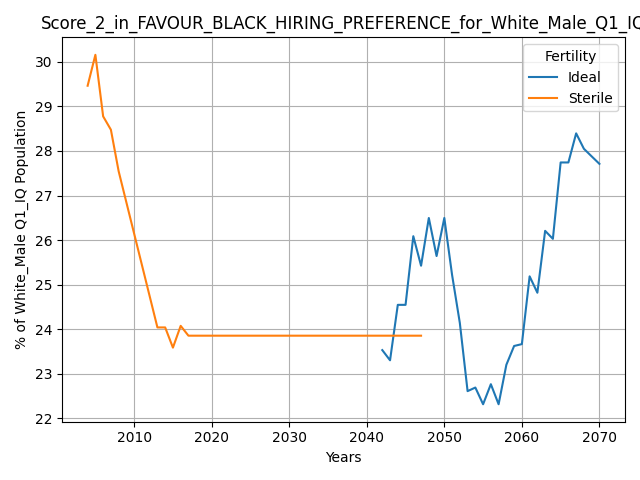 Score_2_in_FAVOUR_BLACK_HIRING_PREFERENCE_for_White_Male_Q1_IQ
Fertility
Ideal
Sterile
% of White_Male Q1_IQ Population
30
29
28
27
26
25
24
23
22
2010
2020
2030
2040
2050
2060
2070
Years